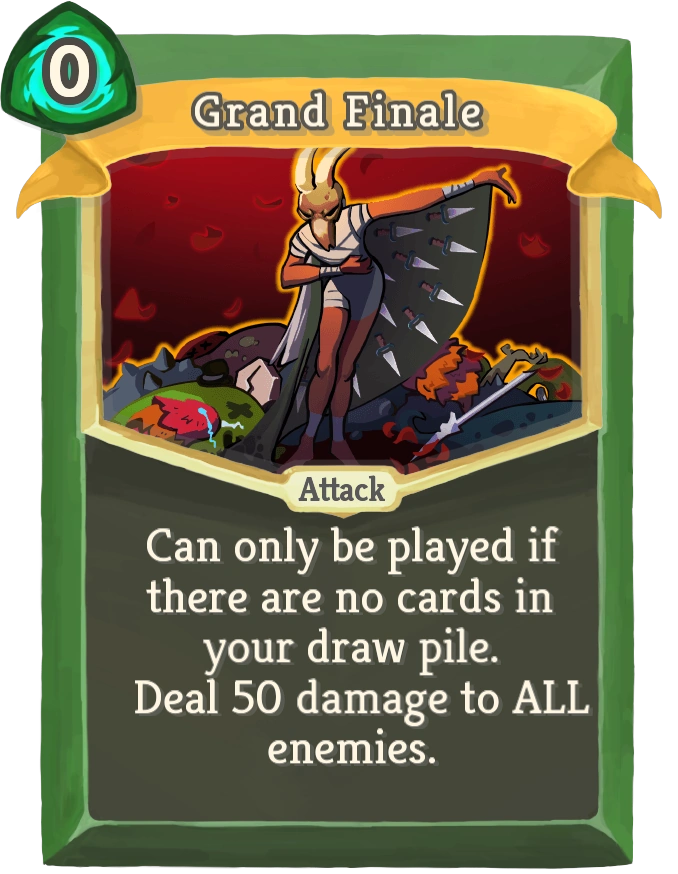 0
Grand Finale
Attack
Can only be played if
there are no cards in
your draw pile.
Deal 50 damage to ALL
enemies.